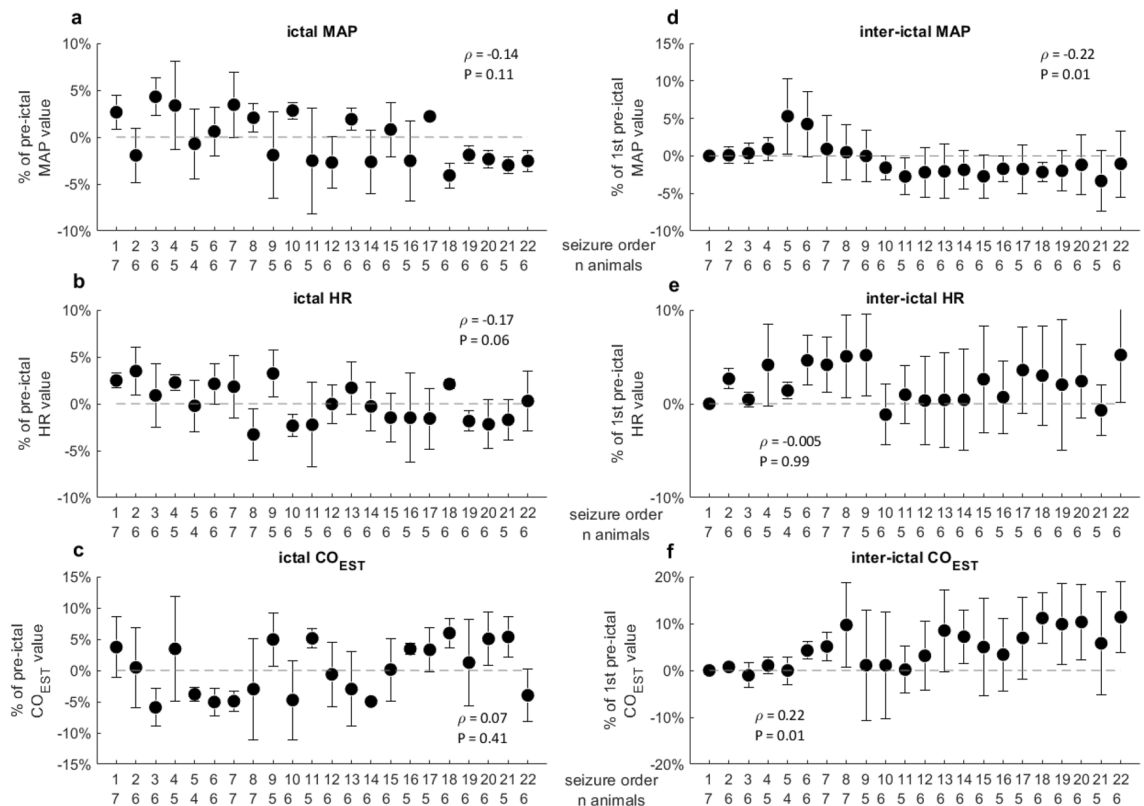 a
ictal MAP
10%
5%
0%
-5%
-10%
% of pre-ictal
MAP value
ρ = -0.14
P = 0.11
1 2 3 4 5 6 7 8 9 10 11 12 13 14 15 16 17 18 19 20 21 22
7 6 6 5 4 6 7 7 5 6 5 6 6 6 6 5 5 6 6 6 5 6
d
inter-ictal MAP
15%
10%
5%
0%
-5%
-10%
% of 1st pre-ictal
MAP value
ρ = -0.22
P = 0.01
seizure order
n animals
1 2 3 4 5 6 7 8 9 10 11 12 13 14 15 16 17 18 19 20 21 22
7 6 6 5 4 6 7 7 5 6 5 6 6 6 6 5 5 6 6 6 5 6
b
ictal HR
10%
5%
0%
-5%
-10%
% of pre-ictal
HR value
ρ = -0.17
P = 0.06
1 2 3 4 5 6 7 8 9 10 11 12 13 14 15 16 17 18 19 20 21 22
7 6 6 5 4 6 7 7 5 6 5 6 6 6 6 5 5 6 6 6 5 6
e
inter-ictal HR
10%
0%
-10%
% of 1st pre-ictal
HR value
ρ = -0.005
P = 0.99
seizure order
n animals
1 2 3 4 5 6 7 8 9 10 11 12 13 14 15 16 17 18 19 20 21 22
7 6 6 5 4 6 7 7 5 6 5 6 6 6 6 5 5 6 6 6 5 6
c
ictal CO_EST
15%
10%
5%
0%
-5%
-10%
-15%
% of pre-ictal
CO_EST value
ρ = 0.07
P = 0.41
1 2 3 4 5 6 7 8 9 10 11 12 13 14 15 16 17 18 19 20 21 22
7 6 6 5 4 6 7 7 5 6 5 6 6 6 6 5 5 6 6 6 5 6
f
inter-ictal CO_EST
20%
10%
0%
10%
-20%
% of 1st pre-ictal
CO_EST value
ρ = 0.22
P = 0.01
seizure order
n animals
1 2 3 4 5 6 7 8 9 10 11 12 13 14 15 16 17 18 19 20 21 22
7 6 6 5 4 6 7 7 5 6 5 6 6 6 6 5 5 6 6 6 5 6